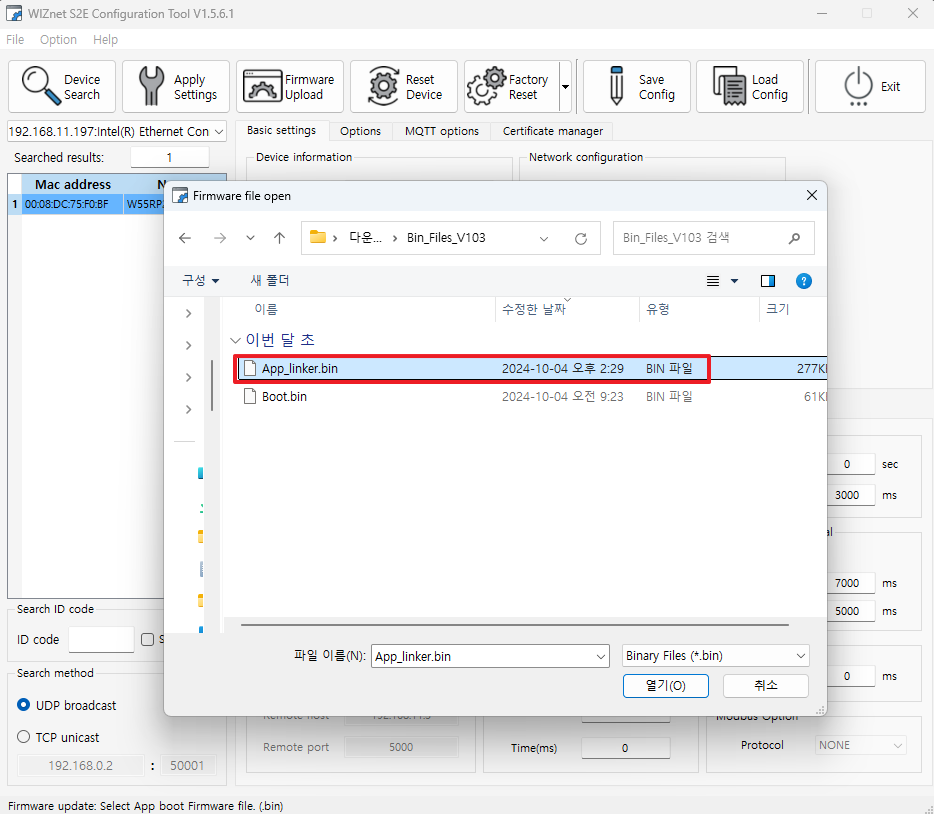 WIZnet S2E Configuration Tool V1.5.6.1
File Option Help
Device Search
Apply Settings
Firmware Upload
Reset Device
Factory Reset
Save Config
Load Config
Exit
192.168.11.197:Intel(R) Ethernet Con
Searched results: 1
Basic settings Options MQTT options Certificate manager
Device information
Network configuration
Mac address
1 00:08:DC:75:F0:BF
Firmware file open
다운... Bin_Files_V103
Bin_Files_V103 검색
구성 새 폴더
이름 수정한 날짜 유형 크기
이번 달 초
App_linker.bin 2024-10-04 오후 2:29 BIN 파일 277K
Boot.bin 2024-10-04 오전 9:23 BIN 파일 61K
파일 이름(N): App_linker.bin Binary Files (*.bin)
열기(O) 취소
0 sec
3000 ms
7000 ms
5000 ms
0 ms
Search ID code
ID code
Search method
UDP broadcast
TCP unicast
192.168.0.2 : 50001
Remote host
Remote port 5000
Time(ms) 0
Modbus Option
Protocol NONE
Firmware update: Select App boot Firmware file. (.bin)